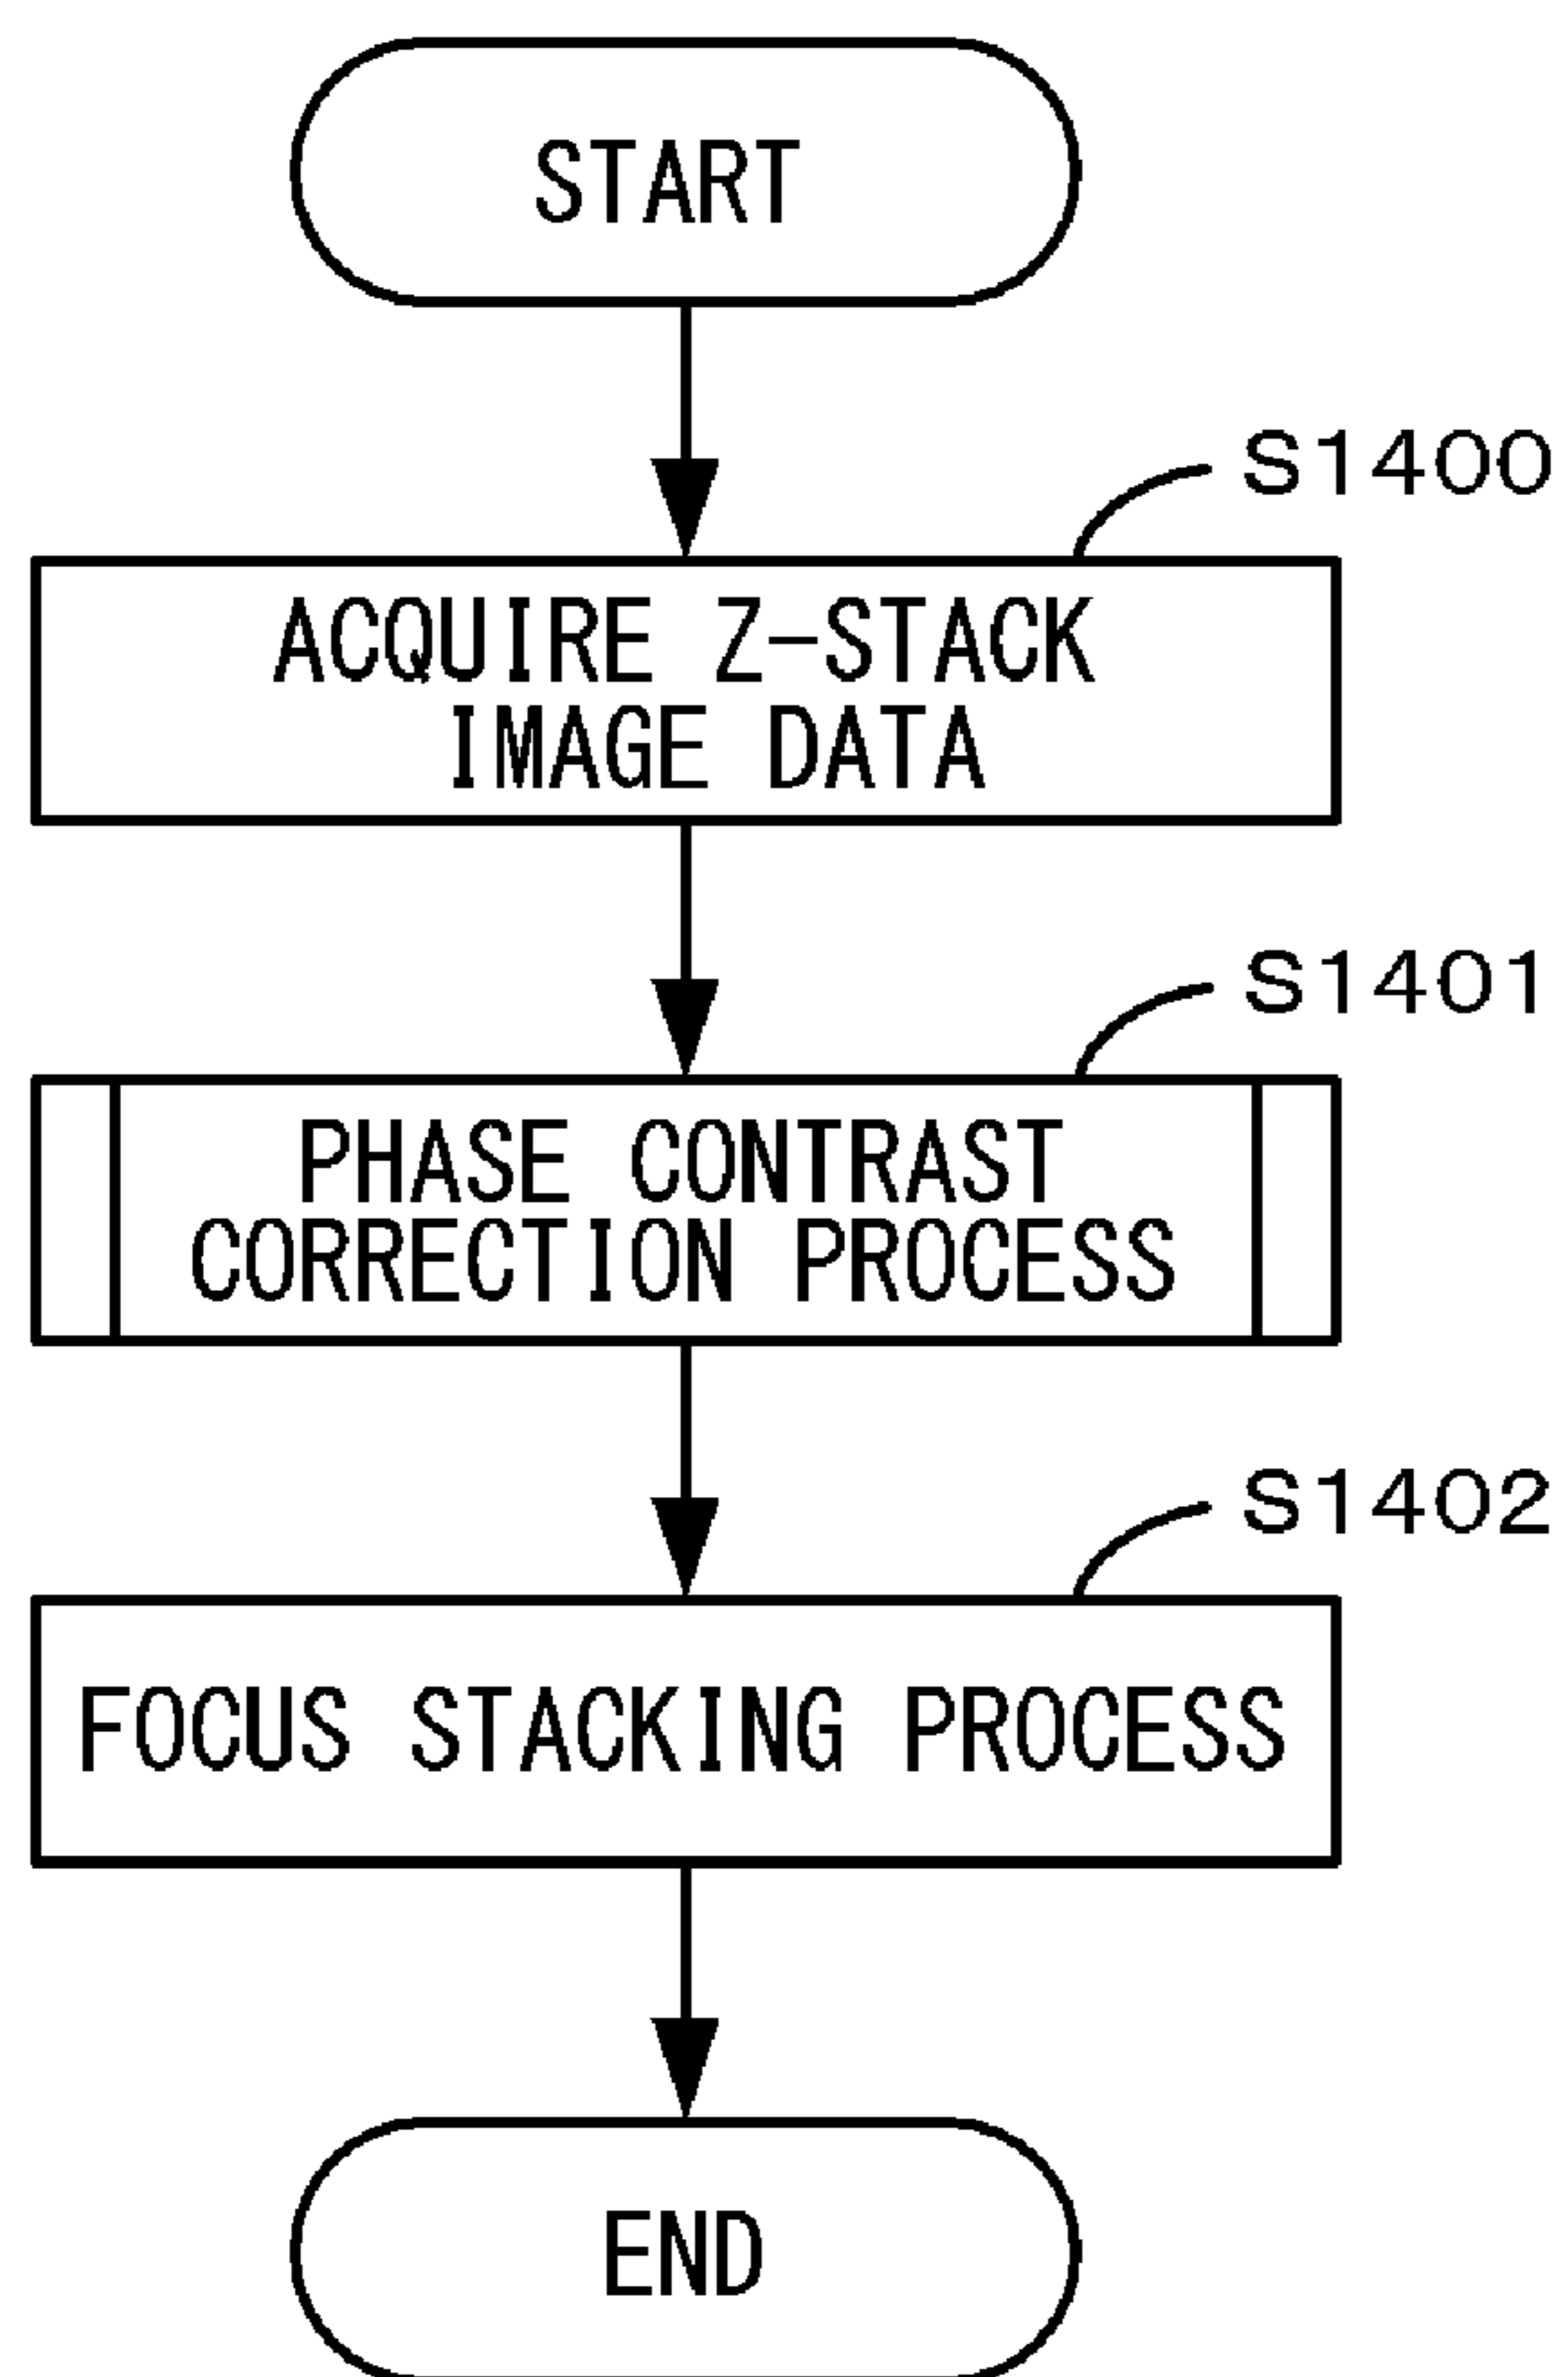 START
S1400
ACQUIRE Z-STACK
IMAGE DATA
S1401
PHASE CONTRAST
CORRECTION PROCESS
S1402
FOCUS STACKING PROCESS
END